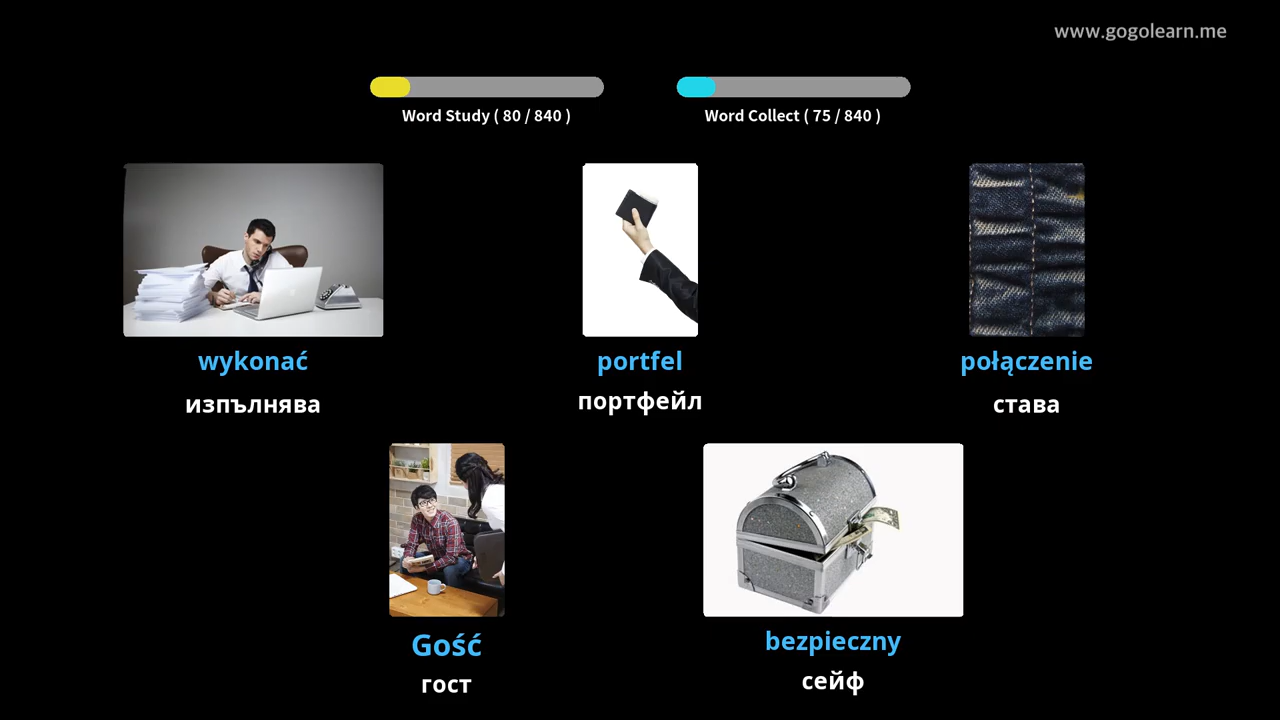 www.gogolearn.me
Word Study ( 80 / 840 )
Word Collect ( 75 / 840 )
wykonać
изпълнява
portfel
портфейл
połączenie
става
Gość
гост
bezpieczny
сейф